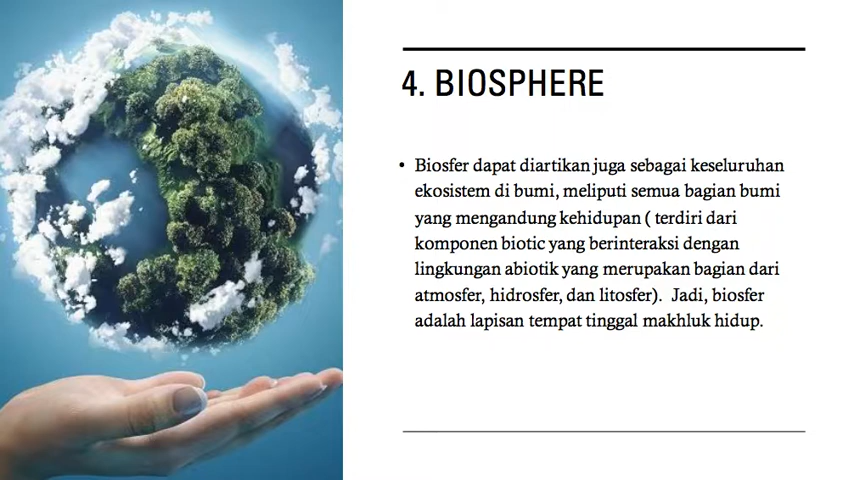 4. BIOSPHERE
• Biosfer dapat diartikan juga sebagai keseluruhan
ekosistem di bumi, meliputi semua bagian bumi
yang mengandung kehidupan ( terdiri dari
komponen biotic yang berinteraksi dengan
lingkungan abiotik yang merupakan bagian dari
atmosfer, hidrosfer, dan litosfer).  Jadi, biosfer
adalah lapisan tempat tinggal makhluk hidup.